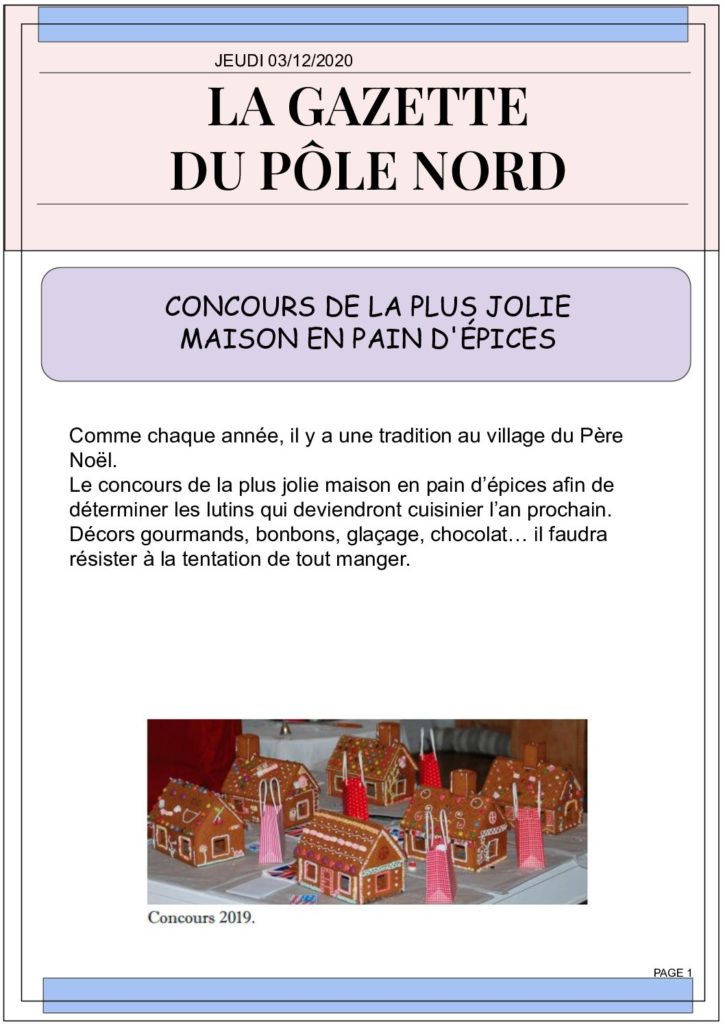 JEUDI 03/12/2020
LA GAZETTE
DU PÔLE NORD
CONCOURS DE LA PLUS JOLIE
MAISON EN PAIN D'ÉPICES
Comme chaque année, il y a une tradition au village du Père
Noël.
Le concours de la plus jolie maison en pain d’épices afin de
déterminer les lutins qui deviendront cuisinier l’an prochain.
Décors gourmands, bonbons, glaçage, chocolat… il faudra
résister à la tentation de tout manger.
Concours 2019.
PAGE 1